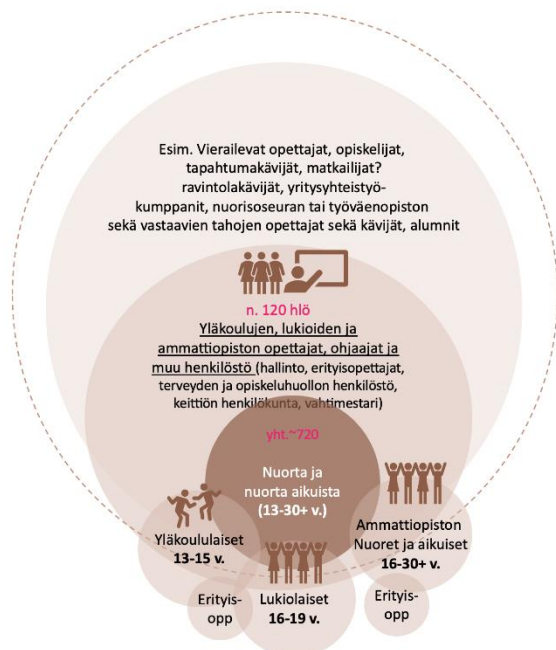 Esim. Vierailevat opettajat, opiskelijat,
tapahtumakävijät, matkailijat?
ravintolakävijät, yritysyhteistyö-
kumppanit, nuorisoseuran tai työväenopiston
sekä vastaavien tahojen opettajat sekä kävijät, alumnit
n. 120 hlö
Yläkoulujen, lukioiden ja
ammattiopiston opettajat, ohjaajat ja
muu henkilöstö (hallinto, erityisopettajat,
terveyden ja opiskeluhuollon henkilöstö,
keittiön henkilökunta, vahtimestari)
yht.~720
Nuorta ja
nuorta aikuista
(13-30+ v.)
Yläkoululaiset
13-15 v.
Erityis-
opp
Lukiolaiset
16-19 v.
Ammattiopiston
Nuoret ja aikuiset
16-30+ v.
Erityis-
opp